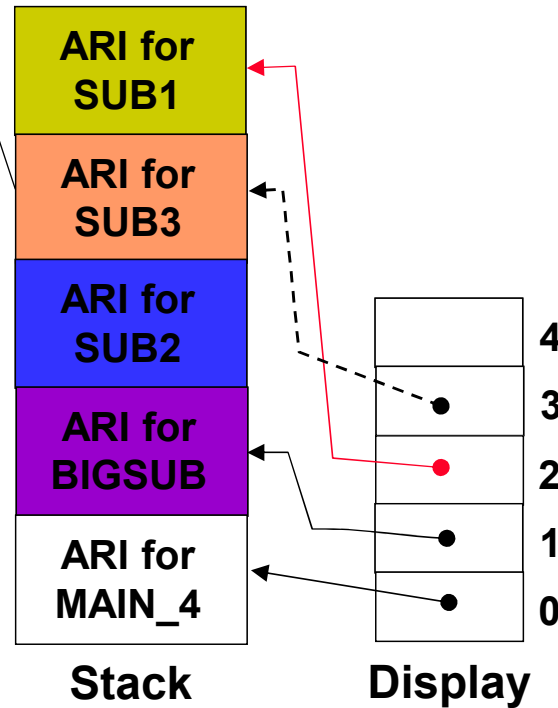 ARI for
SUB1
ARI for
SUB3
ARI for
SUB2
ARI for
BIGSUB
ARI for
MAIN_4
4
3
2
1
0
Stack
Display